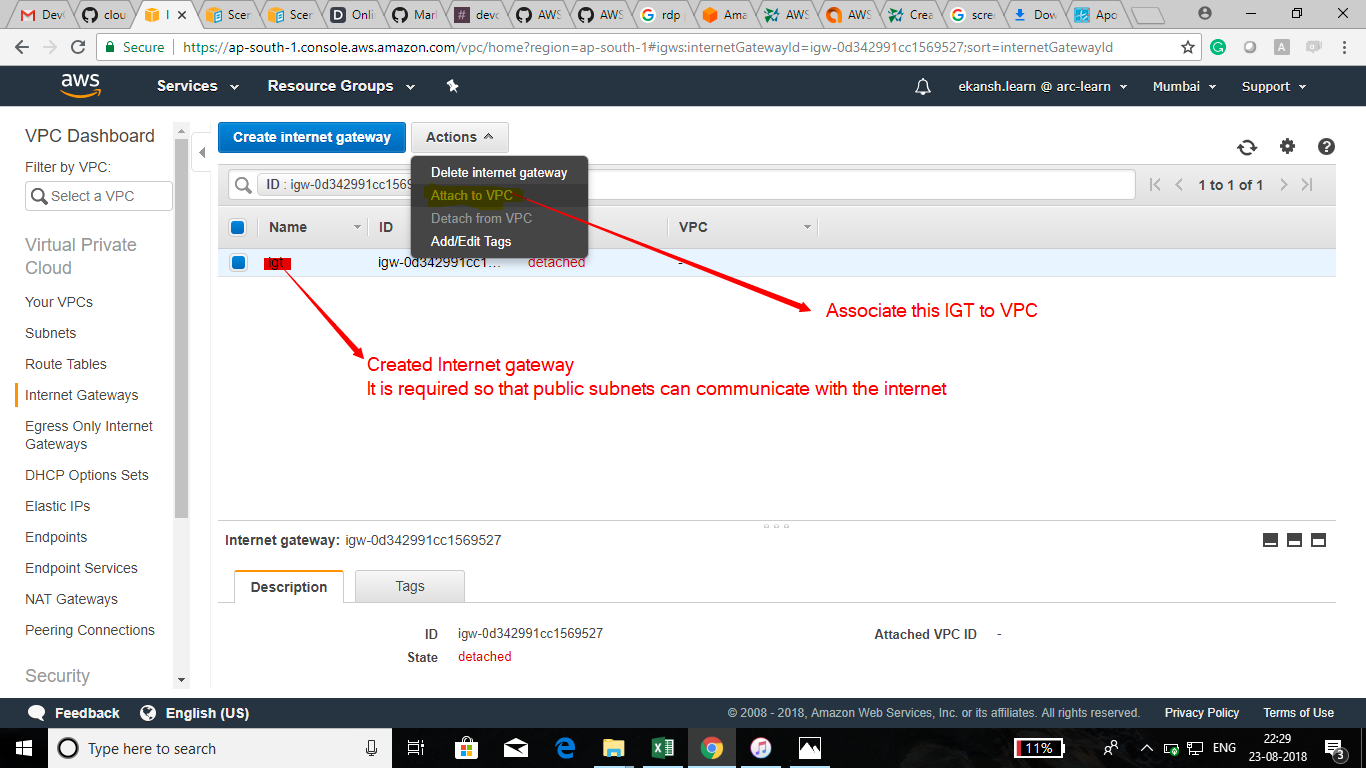 Dev
clou
Scer
Scer
Onli
Mar
devc
AWS
AWS
rdp
Ama
AWS
AWS
Crea
scree
Dow
Apo
Secure
https://ap-south-1.console.aws.amazon.com/vpc/home?region=ap-south-1#igws:internetGatewayId=igw-0d342991cc1569527;sort=internetGatewayId
aws Services Resource Groups ekansh.learn @ arc-learn Mumbai Support
VPC Dashboard
Filter by VPC:
Select a VPC
Virtual Private
Cloud
Your VPCs
Subnets
Route Tables
Internet Gateways
Egress Only Internet
Gateways
DHCP Options Sets
Elastic IPs
Endpoints
Endpoint Services
NAT Gateways
Peering Connections
Security
Create internet gateway Actions
Delete internet gateway
Attach to VPC
Detach from VPC
Add/Edit Tags
ID : igw-0d342991cc1569
1 to 1 of 1
Name ID VPC
igt igw-0d342991cc1... detached -
Associate this IGT to VPC
Created Internet gateway
It is required so that public subnets can communicate with the internet
Internet gateway: igw-0d342991cc1569527
Description Tags
ID igw-0d342991cc1569527 Attached VPC ID -
State detached
Feedback English (US) © 2008 - 2018, Amazon Web Services, Inc. or its affiliates. All rights reserved. Privacy Policy Terms of Use
Type here to search
11%
ENG
22:29
23-08-2018
3